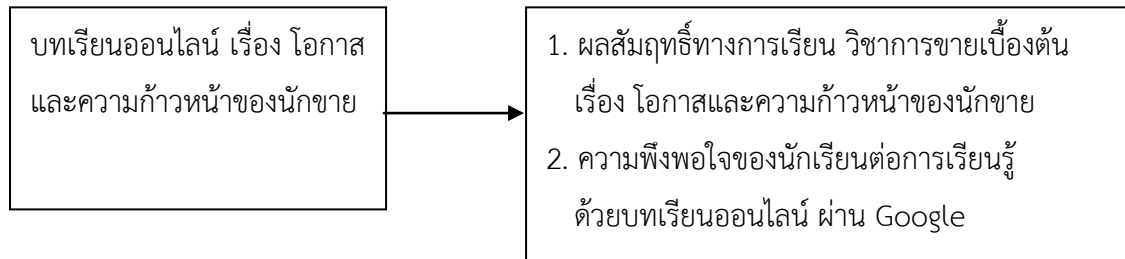 บทเรียนออนไลน์ เรื่อง โอกาส
และความก้าวหน้าของนักขาย
1. ผลสัมฤทธิ์ทางการเรียน วิชาการขายเบื้องต้น
เรื่อง โอกาสและความก้าวหน้าของนักขาย
2. ความพึงพอใจของนักเรียนต่อการเรียนรู้
ด้วยบทเรียนออนไลน์ ผ่าน Google